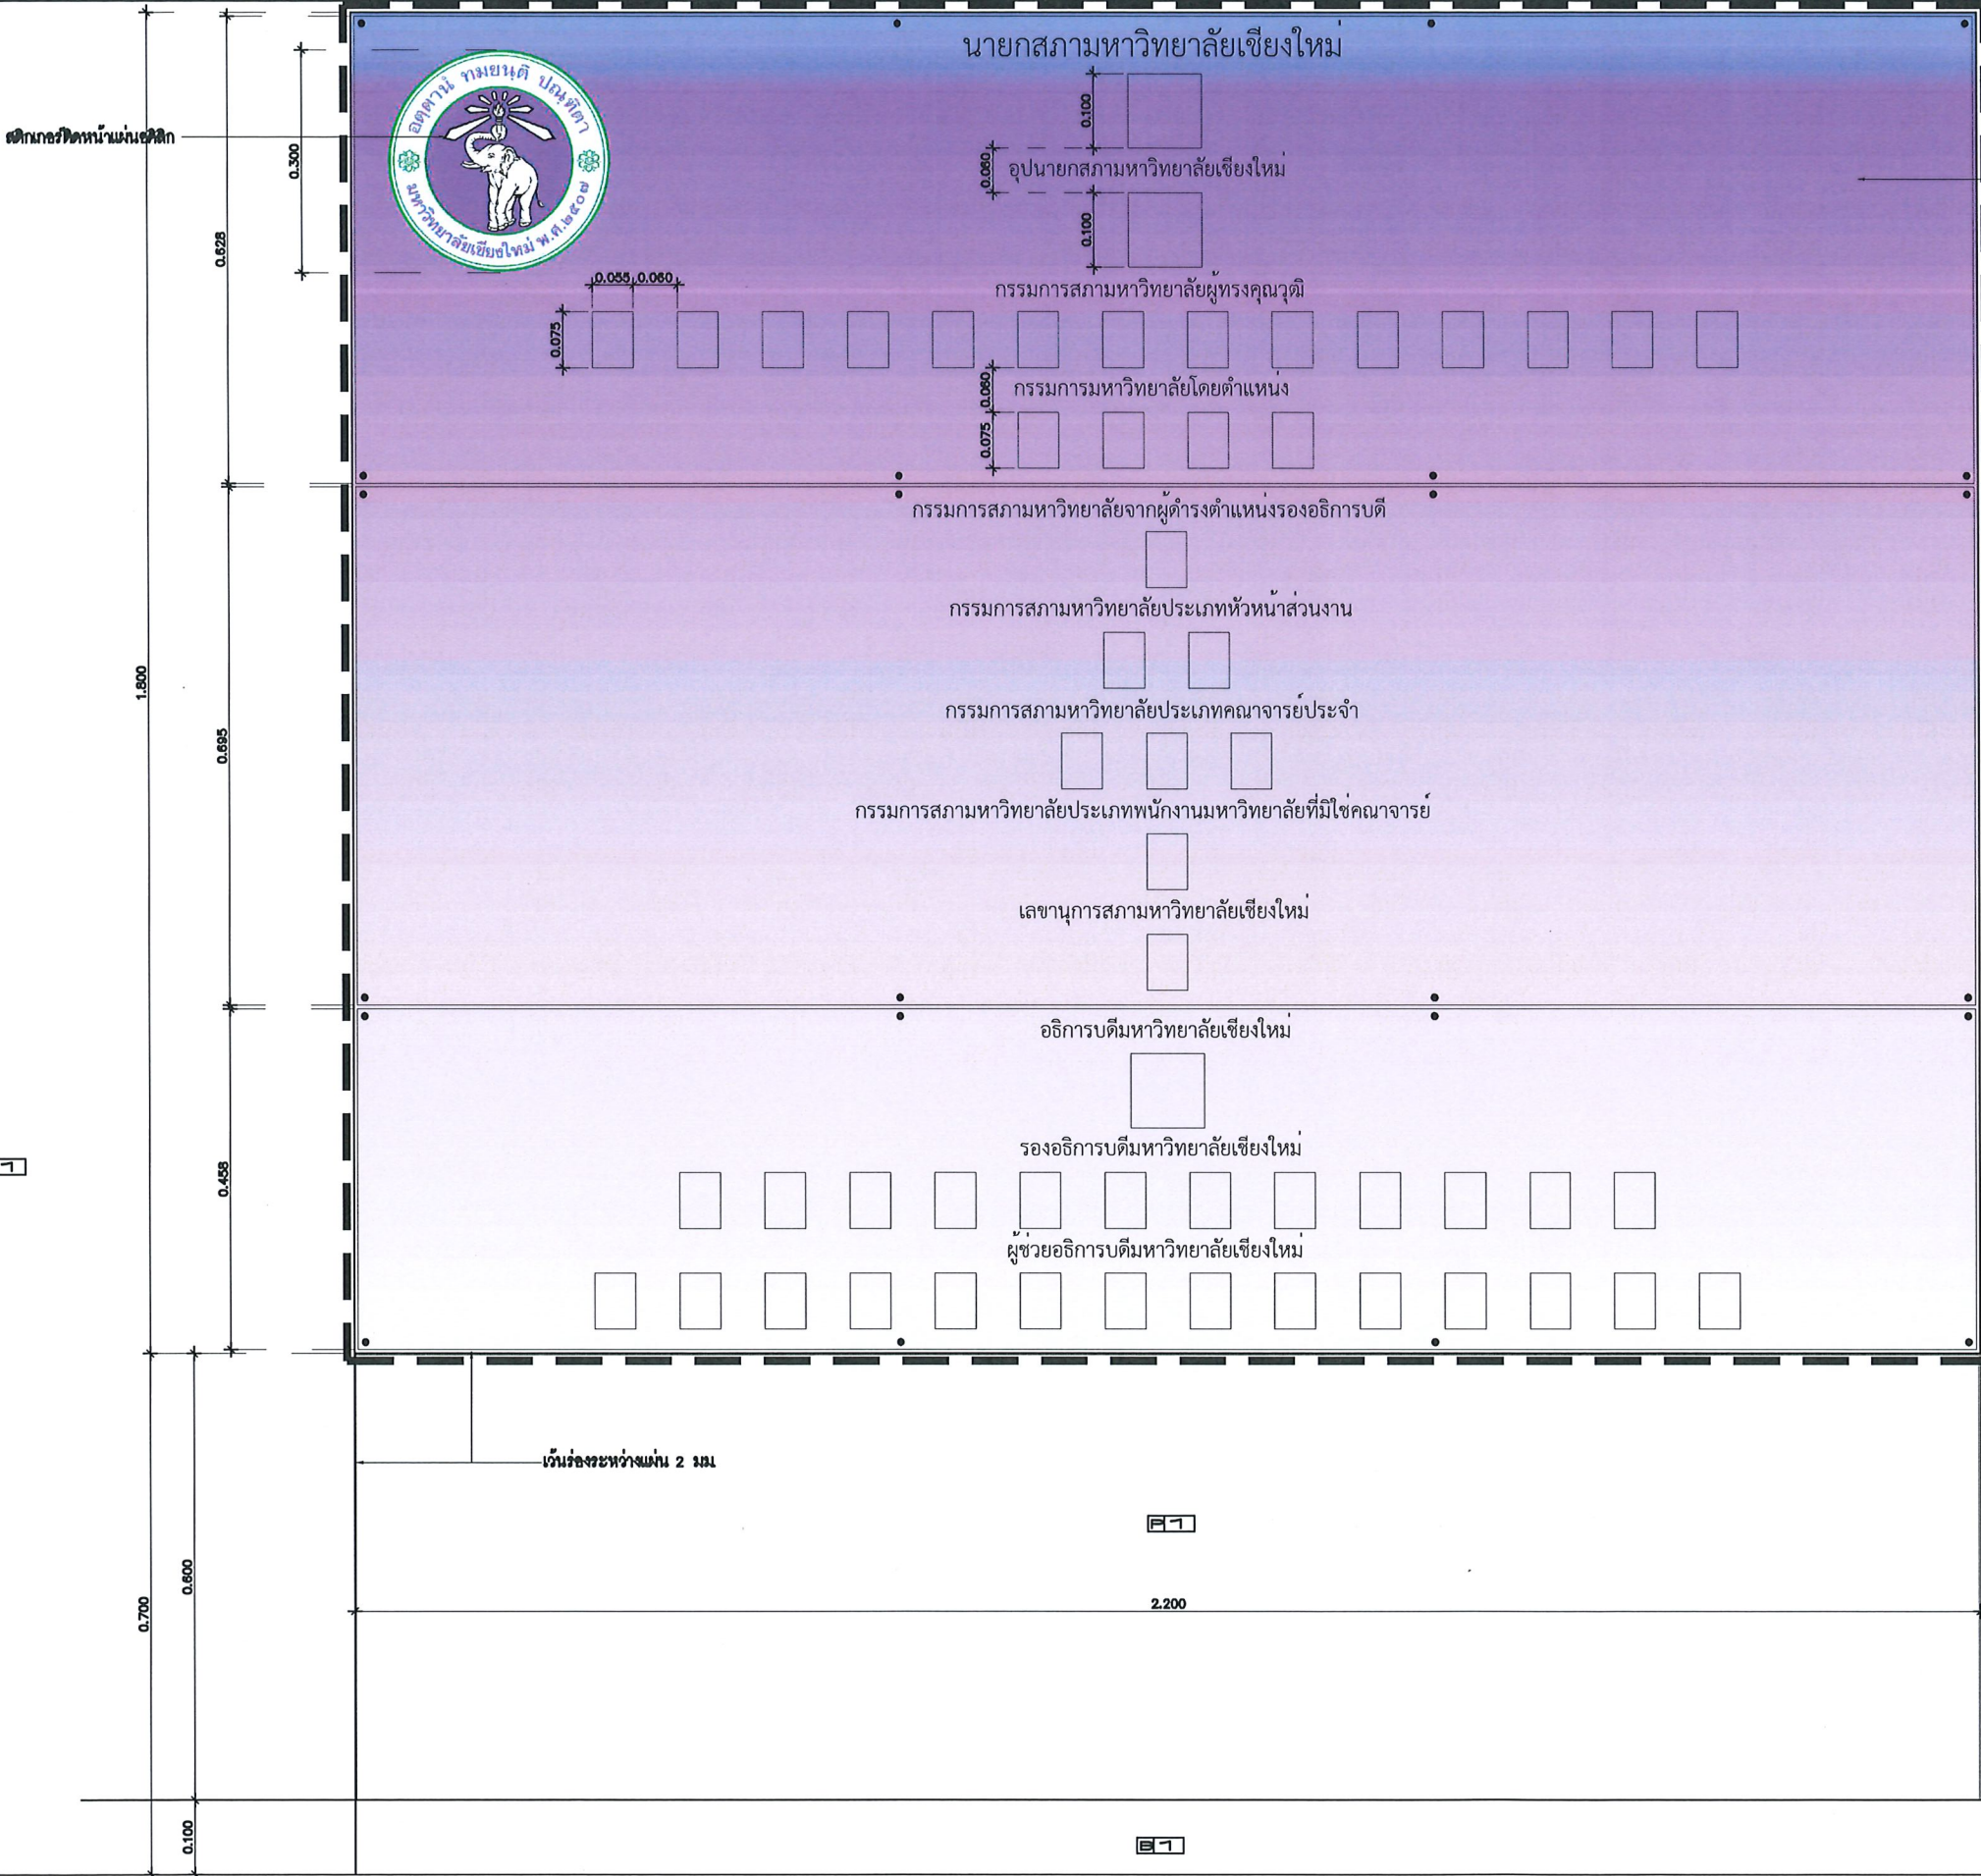 นายกสภามหาวิทยาลัยเชียงใหม่
อตฺตานํ ทมยนฺติ ปณฺฑิตา
มหาวิทยาลัยเชียงใหม่ พ.ศ.๒๕๐๗
สติกเกอร์ติดหน้าแผ่นอคิลิก
0.300
0.628
0.100
0.060
อุปนายกสภามหาวิทยาลัยเชียงใหม่
0.100
0.055 0.060
กรรมการสภามหาวิทยาลัยผู้ทรงคุณวุฒิ
0.075
0.060
กรรมการมหาวิทยาลัยโดยตำแหน่ง
0.075
กรรมการสภามหาวิทยาลัยจากผู้ดำรงตำแหน่งรองอธิการบดี
กรรมการสภามหาวิทยาลัยประเภทหัวหน้าส่วนงาน
1.800
0.695
กรรมการสภามหาวิทยาลัยประเภทคณาจารย์ประจำ
กรรมการสภามหาวิทยาลัยประเภทพนักงานมหาวิทยาลัยที่มิใช่คณาจารย์
เลขานุการสภามหาวิทยาลัยเชียงใหม่
อธิการบดีมหาวิทยาลัยเชียงใหม่
รองอธิการบดีมหาวิทยาลัยเชียงใหม่
0.458
1
ผู้ช่วยอธิการบดีมหาวิทยาลัยเชียงใหม่
เว้นร่องระหว่างแผ่น 2 มม.
P 1
0.600
0.700
2.200
0.100
B 1